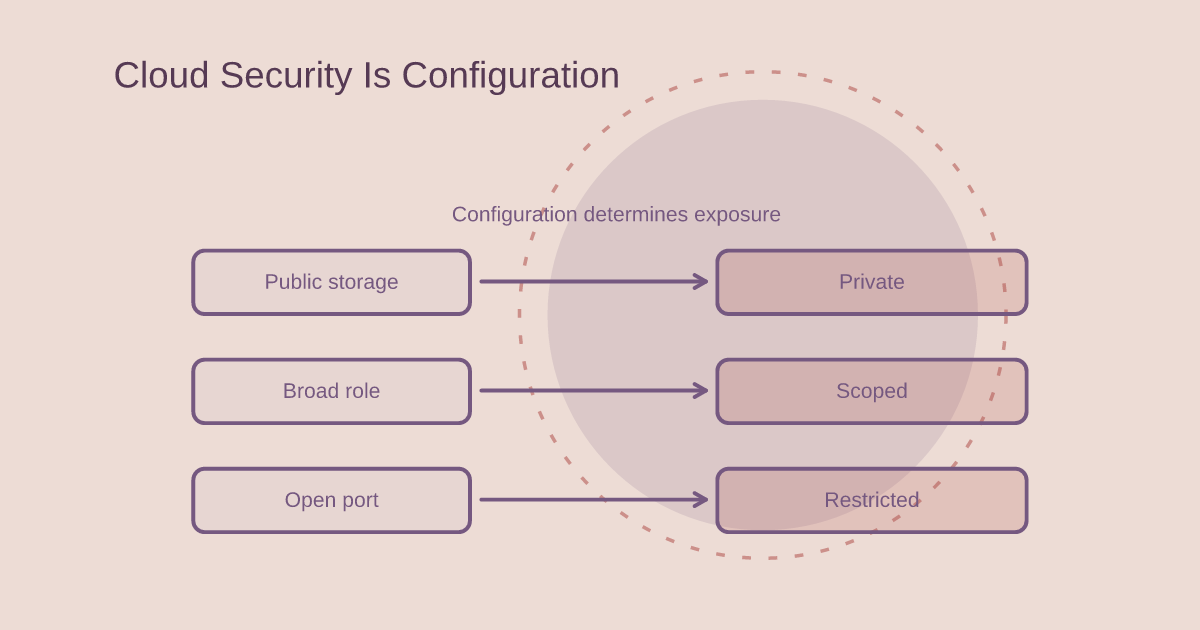 Cloud Security Is Configuration
Configuration determines exposure
Public storage
Private
Broad role
Scoped
Open port
Restricted